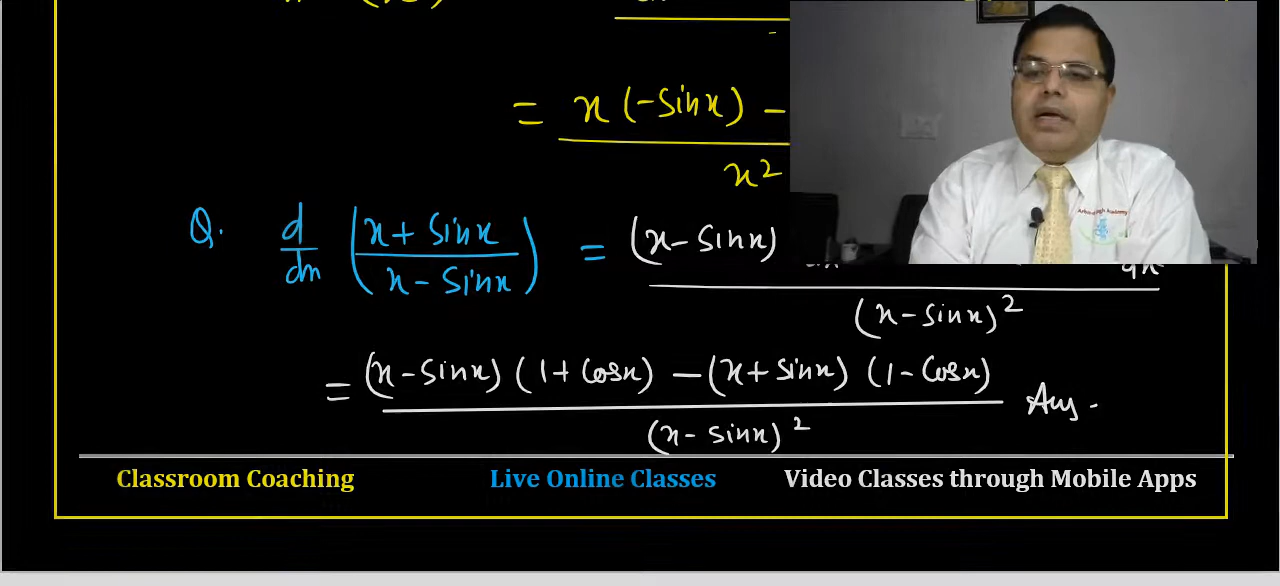 = x (-Sinx) -
x2
Q. d/dx (x + Sinx / x - Sinx) = (x - Sinx)
(x - sinx)2
= (x - Sinx) (1 + Cosx) - (x + Sinx) (1 - Cosx) Ans.
(x - sinx)2
Classroom Coaching Live Online Classes Video Classes through Mobile Apps